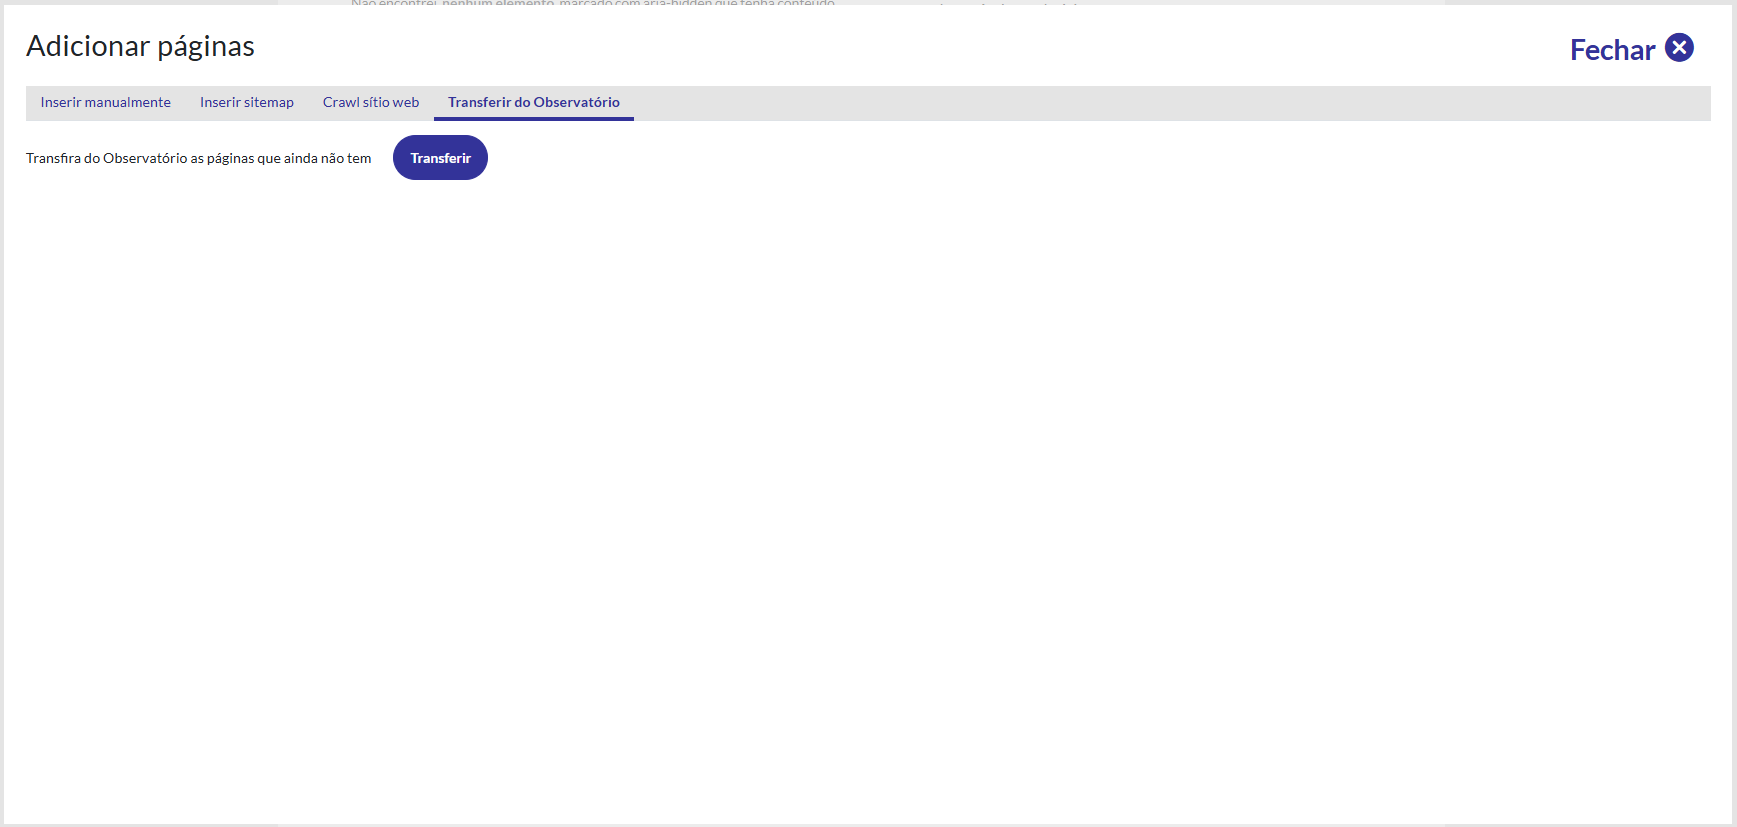 Não encontrei nenhum elemento marcado com aria-hidden que tenha conteúdo
Adicionar páginas
Fechar
Inserir manualmente Inserir sitemap Crawl sítio web Transferir do Observatório
Transfira do Observatório as páginas que ainda não tem Transferir